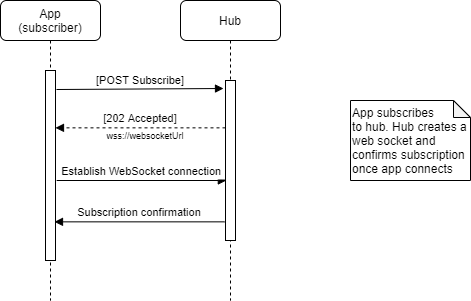 App
(subscriber)
Hub
[POST Subscribe]
[202 Accepted]
wss://websocketUrl
Establish WebSocket connection
Subscription confirmation
App subscribes
to hub. Hub creates a
web socket and
confirms subscription
once app connects